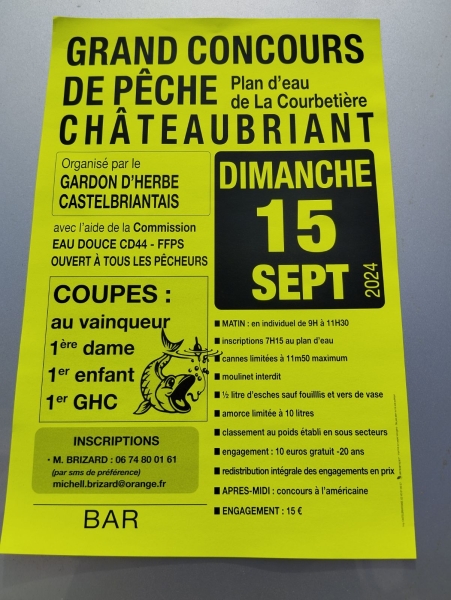 GRAND CONCOURS
DE PÊCHE Plan d'eau
de La Courbetière
CHÂTEAUBRIANT
Organisé par le
GARDON D'HERBE
CASTELBRIANTAIS
avec l'aide de la Commission
EAU DOUCE CD44 - FFPS
OUVERT À TOUS LES PÊCHEURS
DIMANCHE
15
SEPT
2024
COUPES :
au vainqueur
1ère dame
1er enfant
1er GHC
INSCRIPTIONS
• M. BRIZARD : 06 74 80 01 61
(par sms de préférence)
michell.brizard@orange.fr
BAR
■ MATIN : en individuel de 9H à 11H30
■ inscriptions 7H15 au plan d'eau
■ cannes limitées à 11m50 maximum
■ moulinet interdit
■ ½ litre d'esches sauf fouilllis et vers de vase
■ amorce limitée à 10 litres
■ classement au poids établi en sous secteurs
■ engagement : 10 euros gratuit -20 ans
■ redistribution intégrale des engagements en prix
■ APRES-MIDI : concours à l'américaine
■ ENGAGEMENT : 15 €